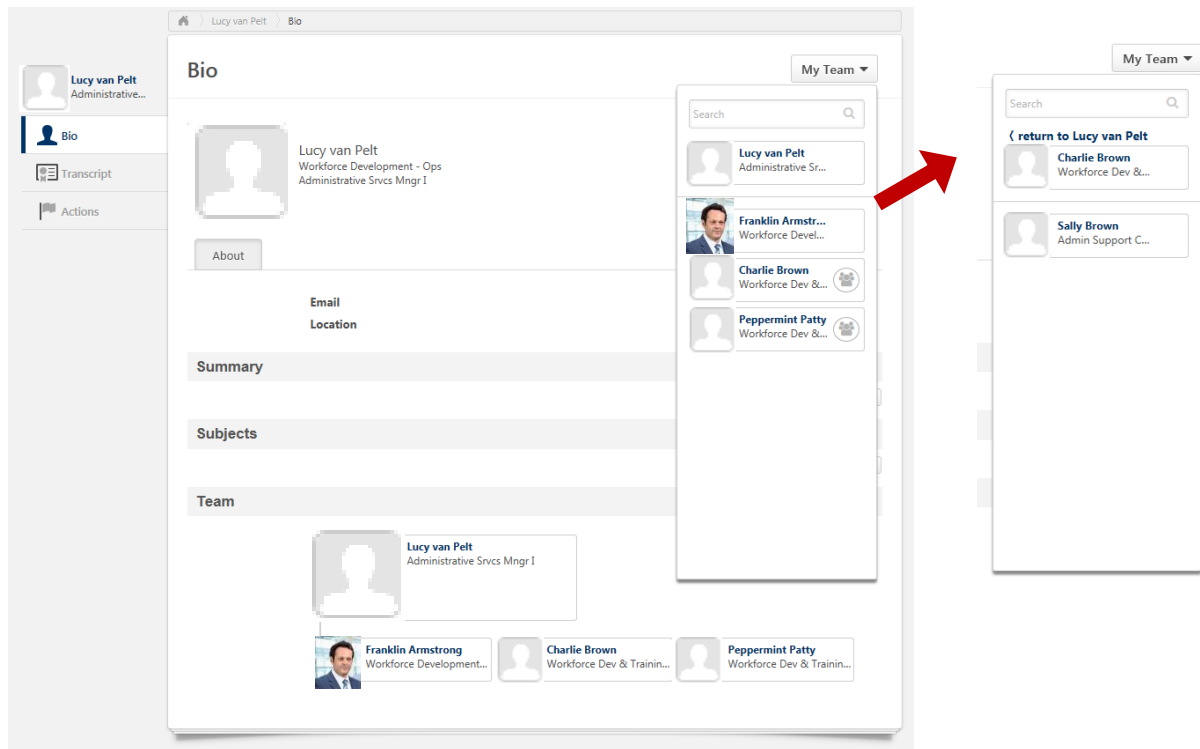 Lucy van Pelt
Bio
Lucy van Pelt
Administrative...
Bio
Transcript
Actions
Bio
My Team
Lucy van Pelt
Workforce Development - Ops
Administrative Srvcs Mngr I
About
Email
Location
Summary
Subjects
Team
Lucy van Pelt
Administrative Srvcs Mngr I
Franklin Armstrong
Workforce Development...
Charlie Brown
Workforce Dev & Trainin...
Peppermint Patty
Workforce Dev & Trainin...
Search
Lucy van Pelt
Administrative Sr...
Franklin Armstr...
Workforce Devel...
Charlie Brown
Workforce Dev &...
Peppermint Patty
Workforce Dev &...
My Team
Search
⟨ return to Lucy van Pelt
Charlie Brown
Workforce Dev &...
Sally Brown
Admin Support C...